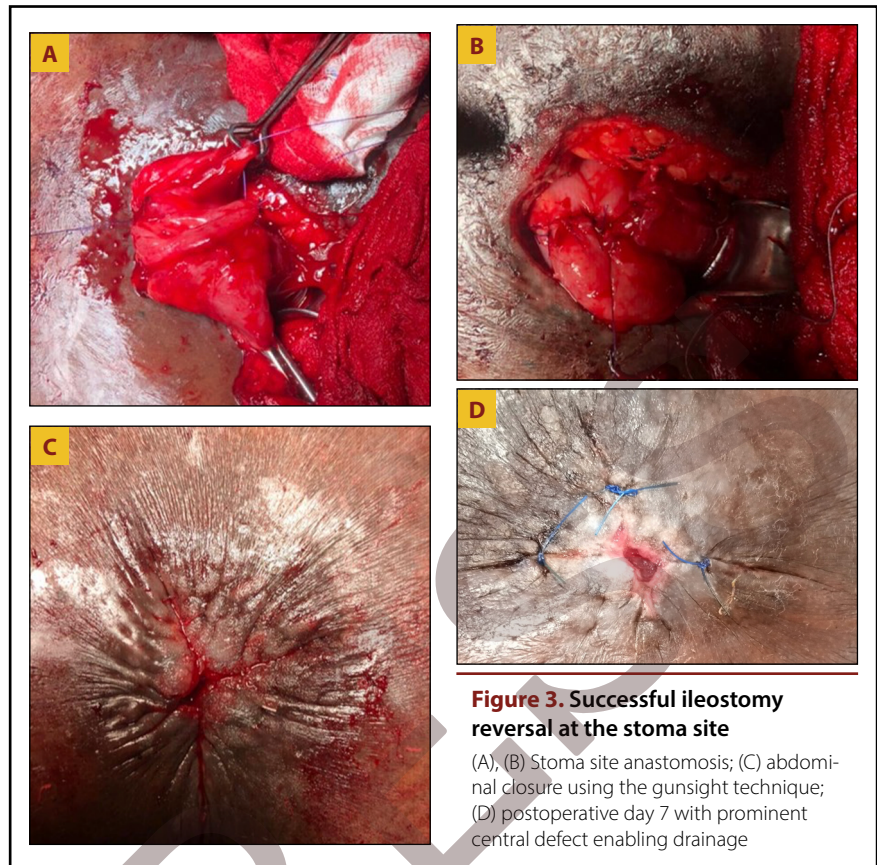 A
B
C
D
Figure 3. Successful ileostomy
reversal at the stoma site
(A), (B) Stoma site anastomosis; (C) abdomi-
nal closure using the gunsight technique;
(D) postoperative day 7 with prominent
central defect enabling drainage